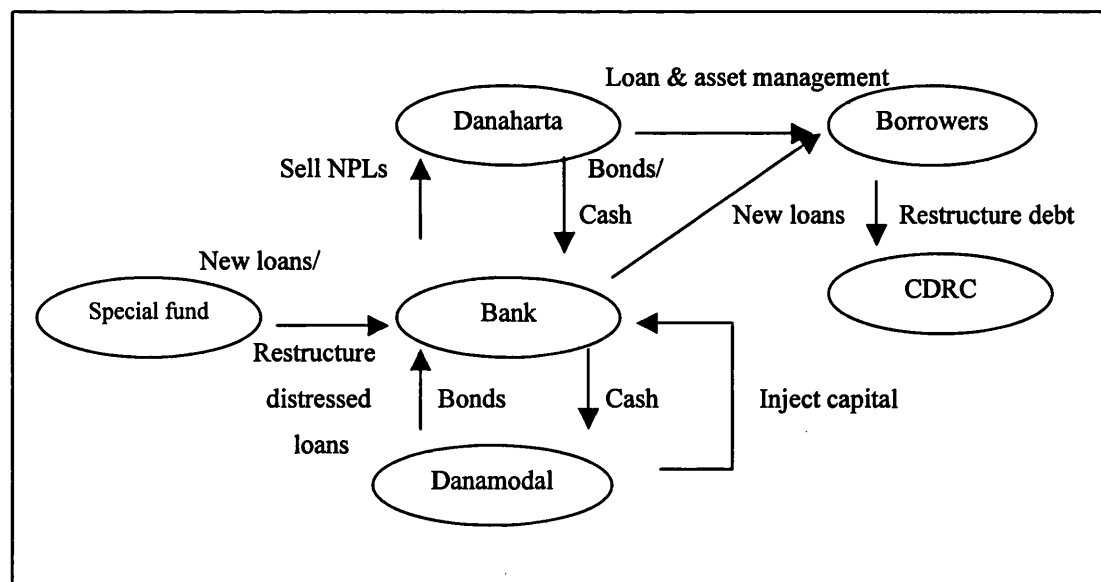 Loan & asset management
Danaharta
Borrowers
Sell NPLs
Bonds/
Cash
New loans
Restructure debt
New loans/
Special fund
Bank
CDRC
Restructure
distressed
loans
Bonds
Cash
Inject capital
Danamodal